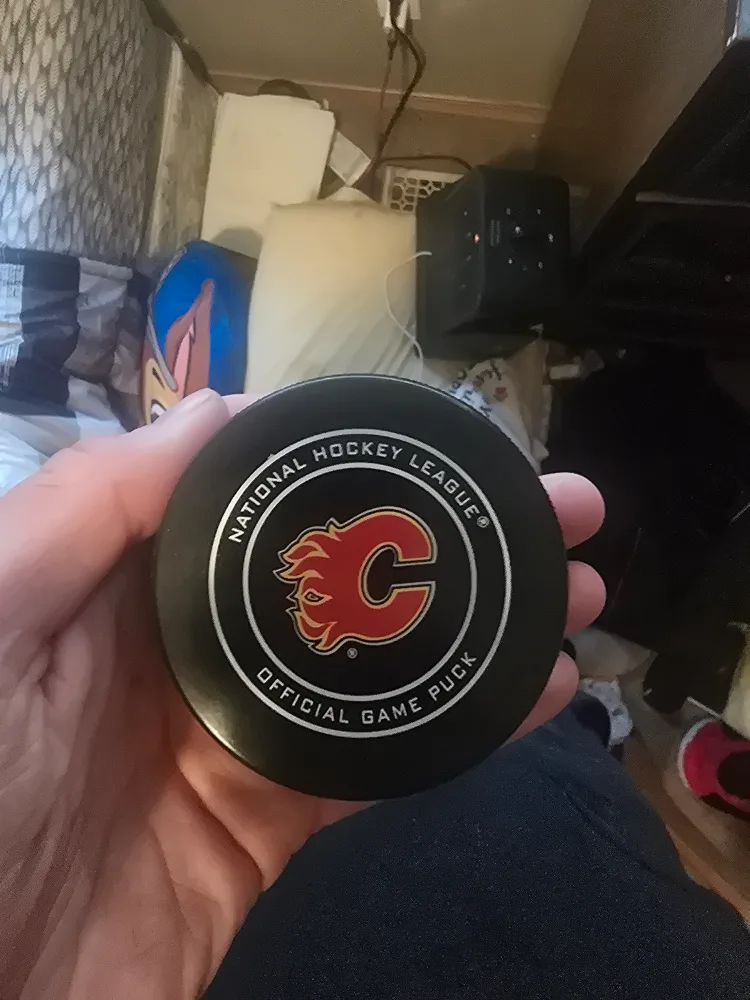 NATIONAL HOCKEY LEAGUE®
C
®
OFFICIAL GAME PUCK